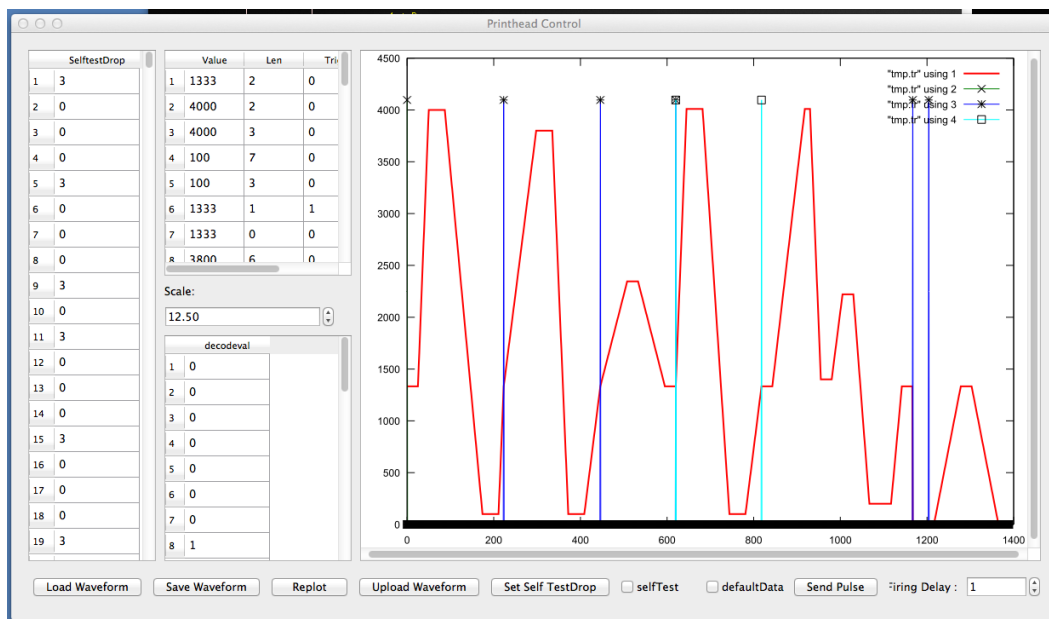 Printhead Control
SelftestDrop
1 3
2 0
3 0
4 0
5 3
6 0
7 0
8 0
9 3
10 0
11 3
12 0
13 0
14 0
15 3
16 0
17 0
18 0
19 3
Value Len Tri
1 1333 2 0
2 4000 2 0
3 4000 3 0
4 100 7 0
5 100 3 0
6 1333 1 1
7 1333 0 0
8 3800 6 0
Scale:
12.50
decodeval
1 0
2 0
3 0
4 0
5 0
6 0
7 0
8 1
"tmp.tr" using 1
"tmp.tr" using 2
"tmp.tr" using 3
"tmp.tr" using 4
4500
4000
3500
3000
2500
2000
1500
1000
500
0
0 200 400 600 800 1000 1200 1400
Load Waveform Save Waveform Replot Upload Waveform Set Self TestDrop selfTest defaultData Send Pulse Firing Delay : 1